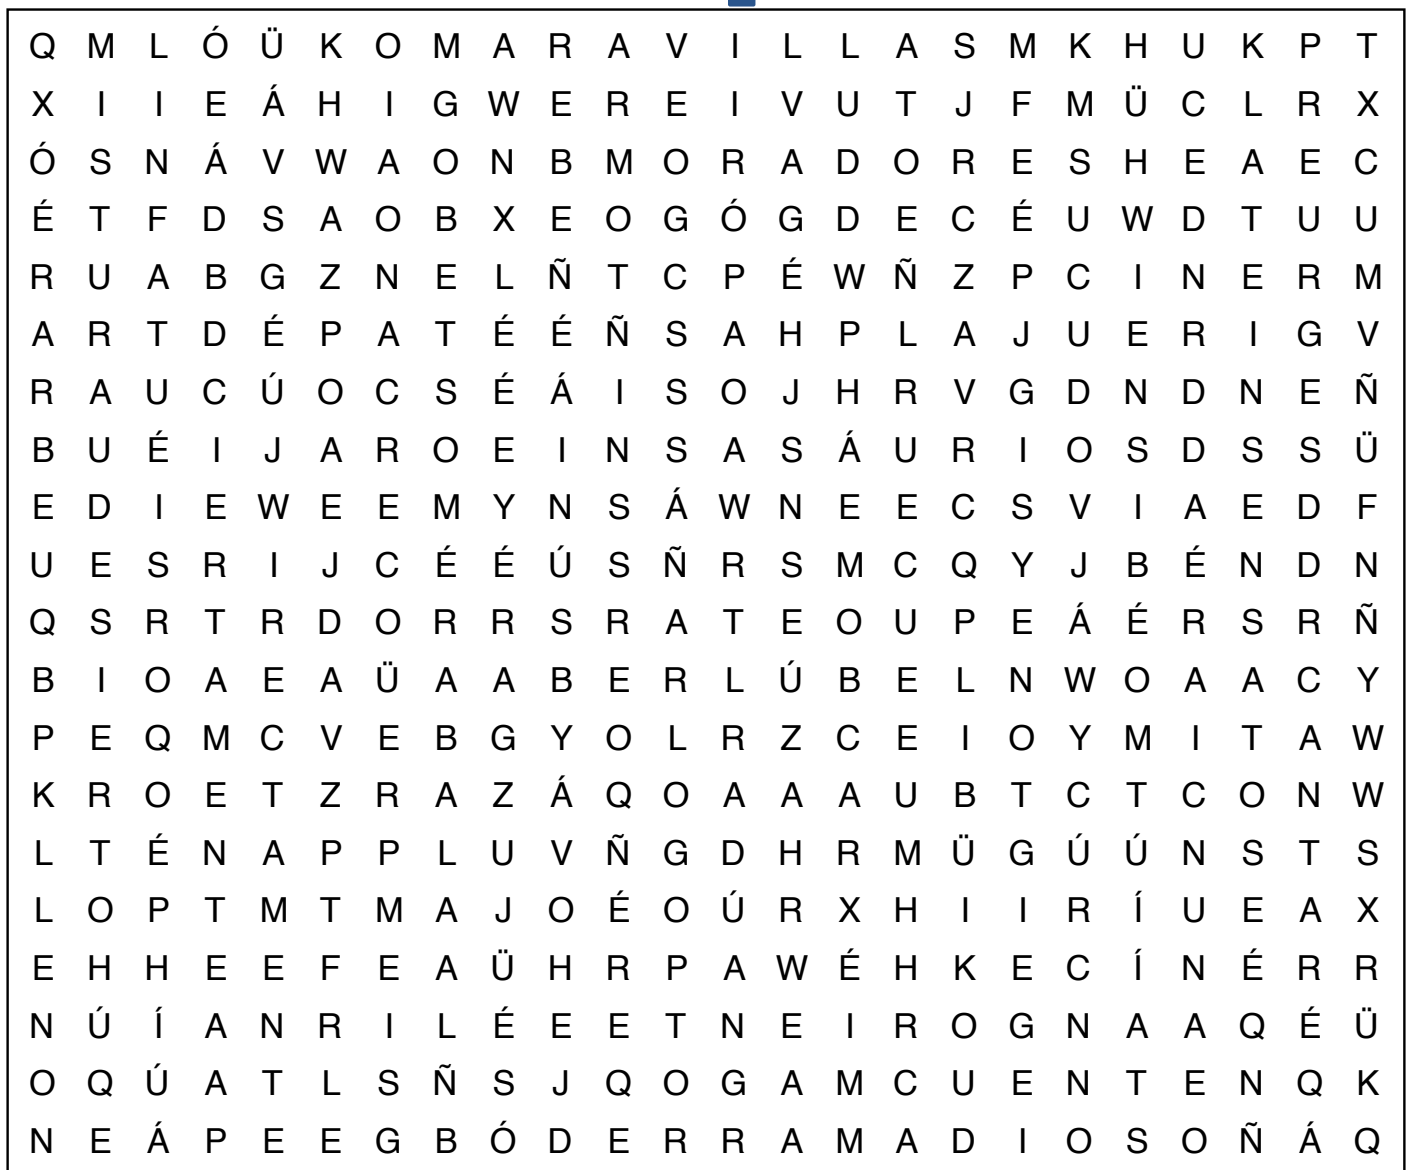 Q M L Ó Ü K O M A R A V I L L A S M K H U K P T
X I I E Á H I G W E R E I V U T J F M Ü C L R X
Ó S N Á V W A O N B M O R A D O R E S H E A E C
É T F D S A O B X E O G Ó G D E C É U W D T U U
R U A B G Z N E L Ñ T C P É W Ñ Z P C I N E R M
A R T D É P A T É É Ñ S A H P L A J U E R I G V
R A U C Ú O C S É Á I S O J H R V G D N D N E Ñ
B U É I J A R O E I N S A S Á U R I O S D S S Ü
E D I E W E E M Y N S Á W N E E C S V I A E D F
U E S R I J C É É Ú S Ñ R S M C Q Y J B É N D N
Q S R T R D O R R S R A T E O U P E Á É R S R Ñ
B I O A E A Ü A A B E R L Ú B E L N W O A A C Y
P E Q M C V E B G Y O L R Z C E I O Y M I T A W
K R O E T Z R A Z Á Q O A A A U B T C T C O N W
L T É N A P P L U V Ñ G D H R M Ü G Ú Ú N S T S
L O P T M T M A J O É O Ú R X H I I R Í U E A X
E H H E E F E A Ü H R P A W É H K E C Í N É R R
N Ú Í A N R I L É E E T N E I R O G N A A Q É Ü
O Q Ú A T L S Ñ S J Q O G A M C U E N T E N Q K
N E Á P E E G B Ó D E R R A M A D I O S O Ñ Á Q